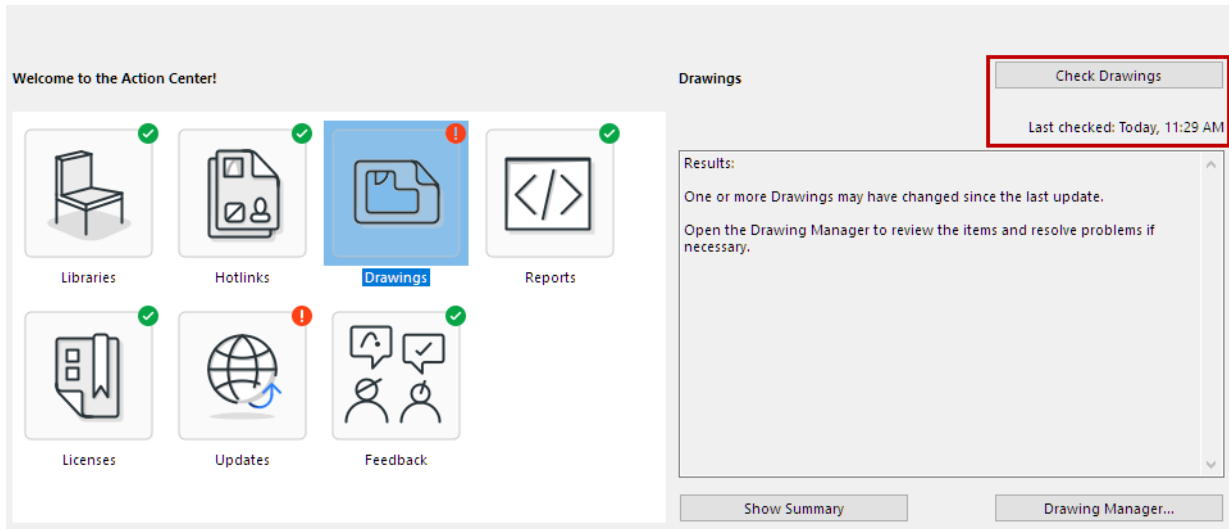 Welcome to the Action Center!
Libraries
Hotlinks
Drawings
Reports
Licenses
Updates
Feedback
Drawings
Check Drawings
Last checked: Today, 11:29 AM
Results:
One or more Drawings may have changed since the last update.
Open the Drawing Manager to review the items and resolve problems if
necessary.
Show Summary
Drawing Manager...